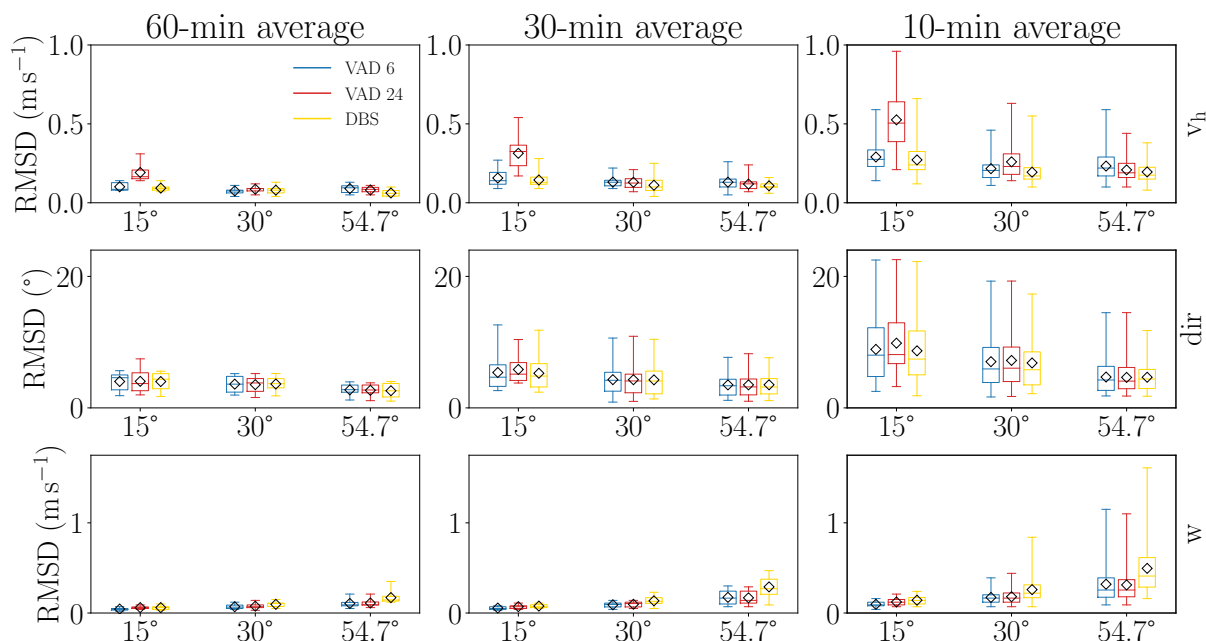 60-min average 30-min average 10-min average
RMSD (m s⁻¹)
1.0 1.0 1.0
0.5 0.5 0.5
0.0 0.0 0.0
VAD 6
VAD 24
DBS
v_h
15° 30° 54.7° 15° 30° 54.7° 15° 30° 54.7°
RMSD (°)
20 20 20
0 0 0
dir
15° 30° 54.7° 15° 30° 54.7° 15° 30° 54.7°
RMSD (m s⁻¹)
1 1 1
0 0 0
w
15° 30° 54.7° 15° 30° 54.7° 15° 30° 54.7°